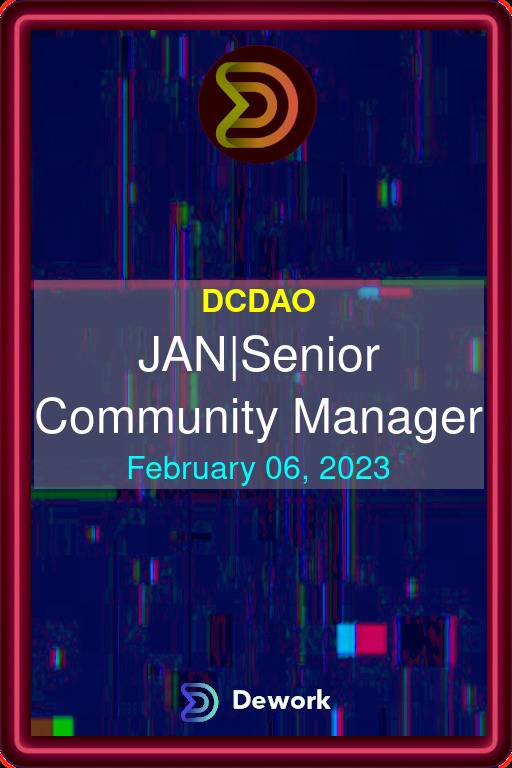 DCDAO
JAN|Senior
Community Manager
February 06, 2023
Dework